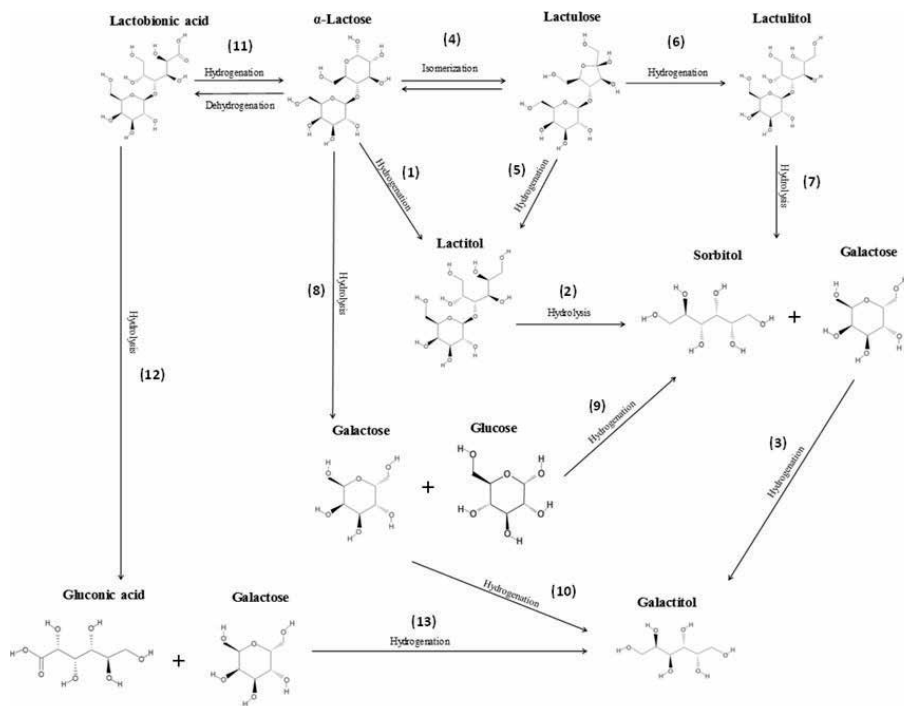 Lactobionic acid
α-Lactose
Lactulose
Lactulitol
(11)
Hydrogenation
Dehydrogenation
(4)
Isomerization
(6)
Hydrogenation
(1)
Hydrogenation
(5)
Hydrogenation
(7)
Hydrolysis
Lactitol
Sorbitol
Galactose
(8)
Hydrolysis
(2)
Hydrolysis
+
Hydrolysis
(12)
(9)
Hydrogenation
(3)
Hydrogenation
Galactose
Glucose
+
Hydrogenation
(10)
Gluconic acid
Galactose
(13)
Hydrogenation
Galactitol
+